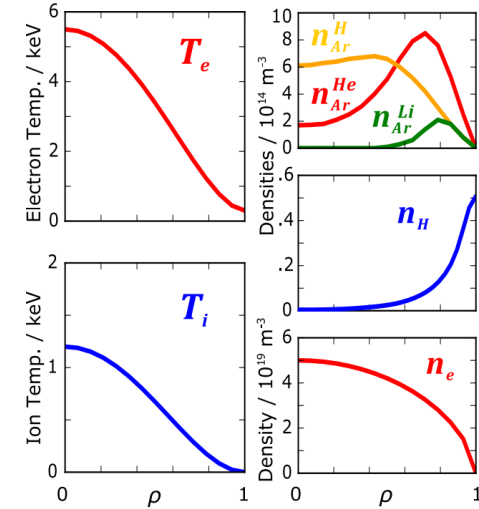 Electron Temp. / keV
6
4
2
0
T_e
Ion Temp. / keV
2
1.2
0
T_i
0 ρ 1
Densities / 10^14 m^-3
10
8
6
4
2
0
n_Ar^H
n_Ar^He
n_Ar^Li
.6
.4
.2
0
n_H
Density / 10^19 m^-3
6
4
2
0
n_e
0 ρ 1